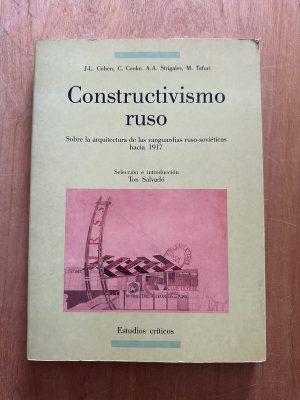 J.-L. Cohen, C. Cooke, A.A. Strigalev, M. Tafuri
Constructivismo
ruso
Sobre la arquitectura de las vanguardias ruso-soviéticas
hacia 1917
Selección e introducción
Ton Salvadó
Estudios críticos